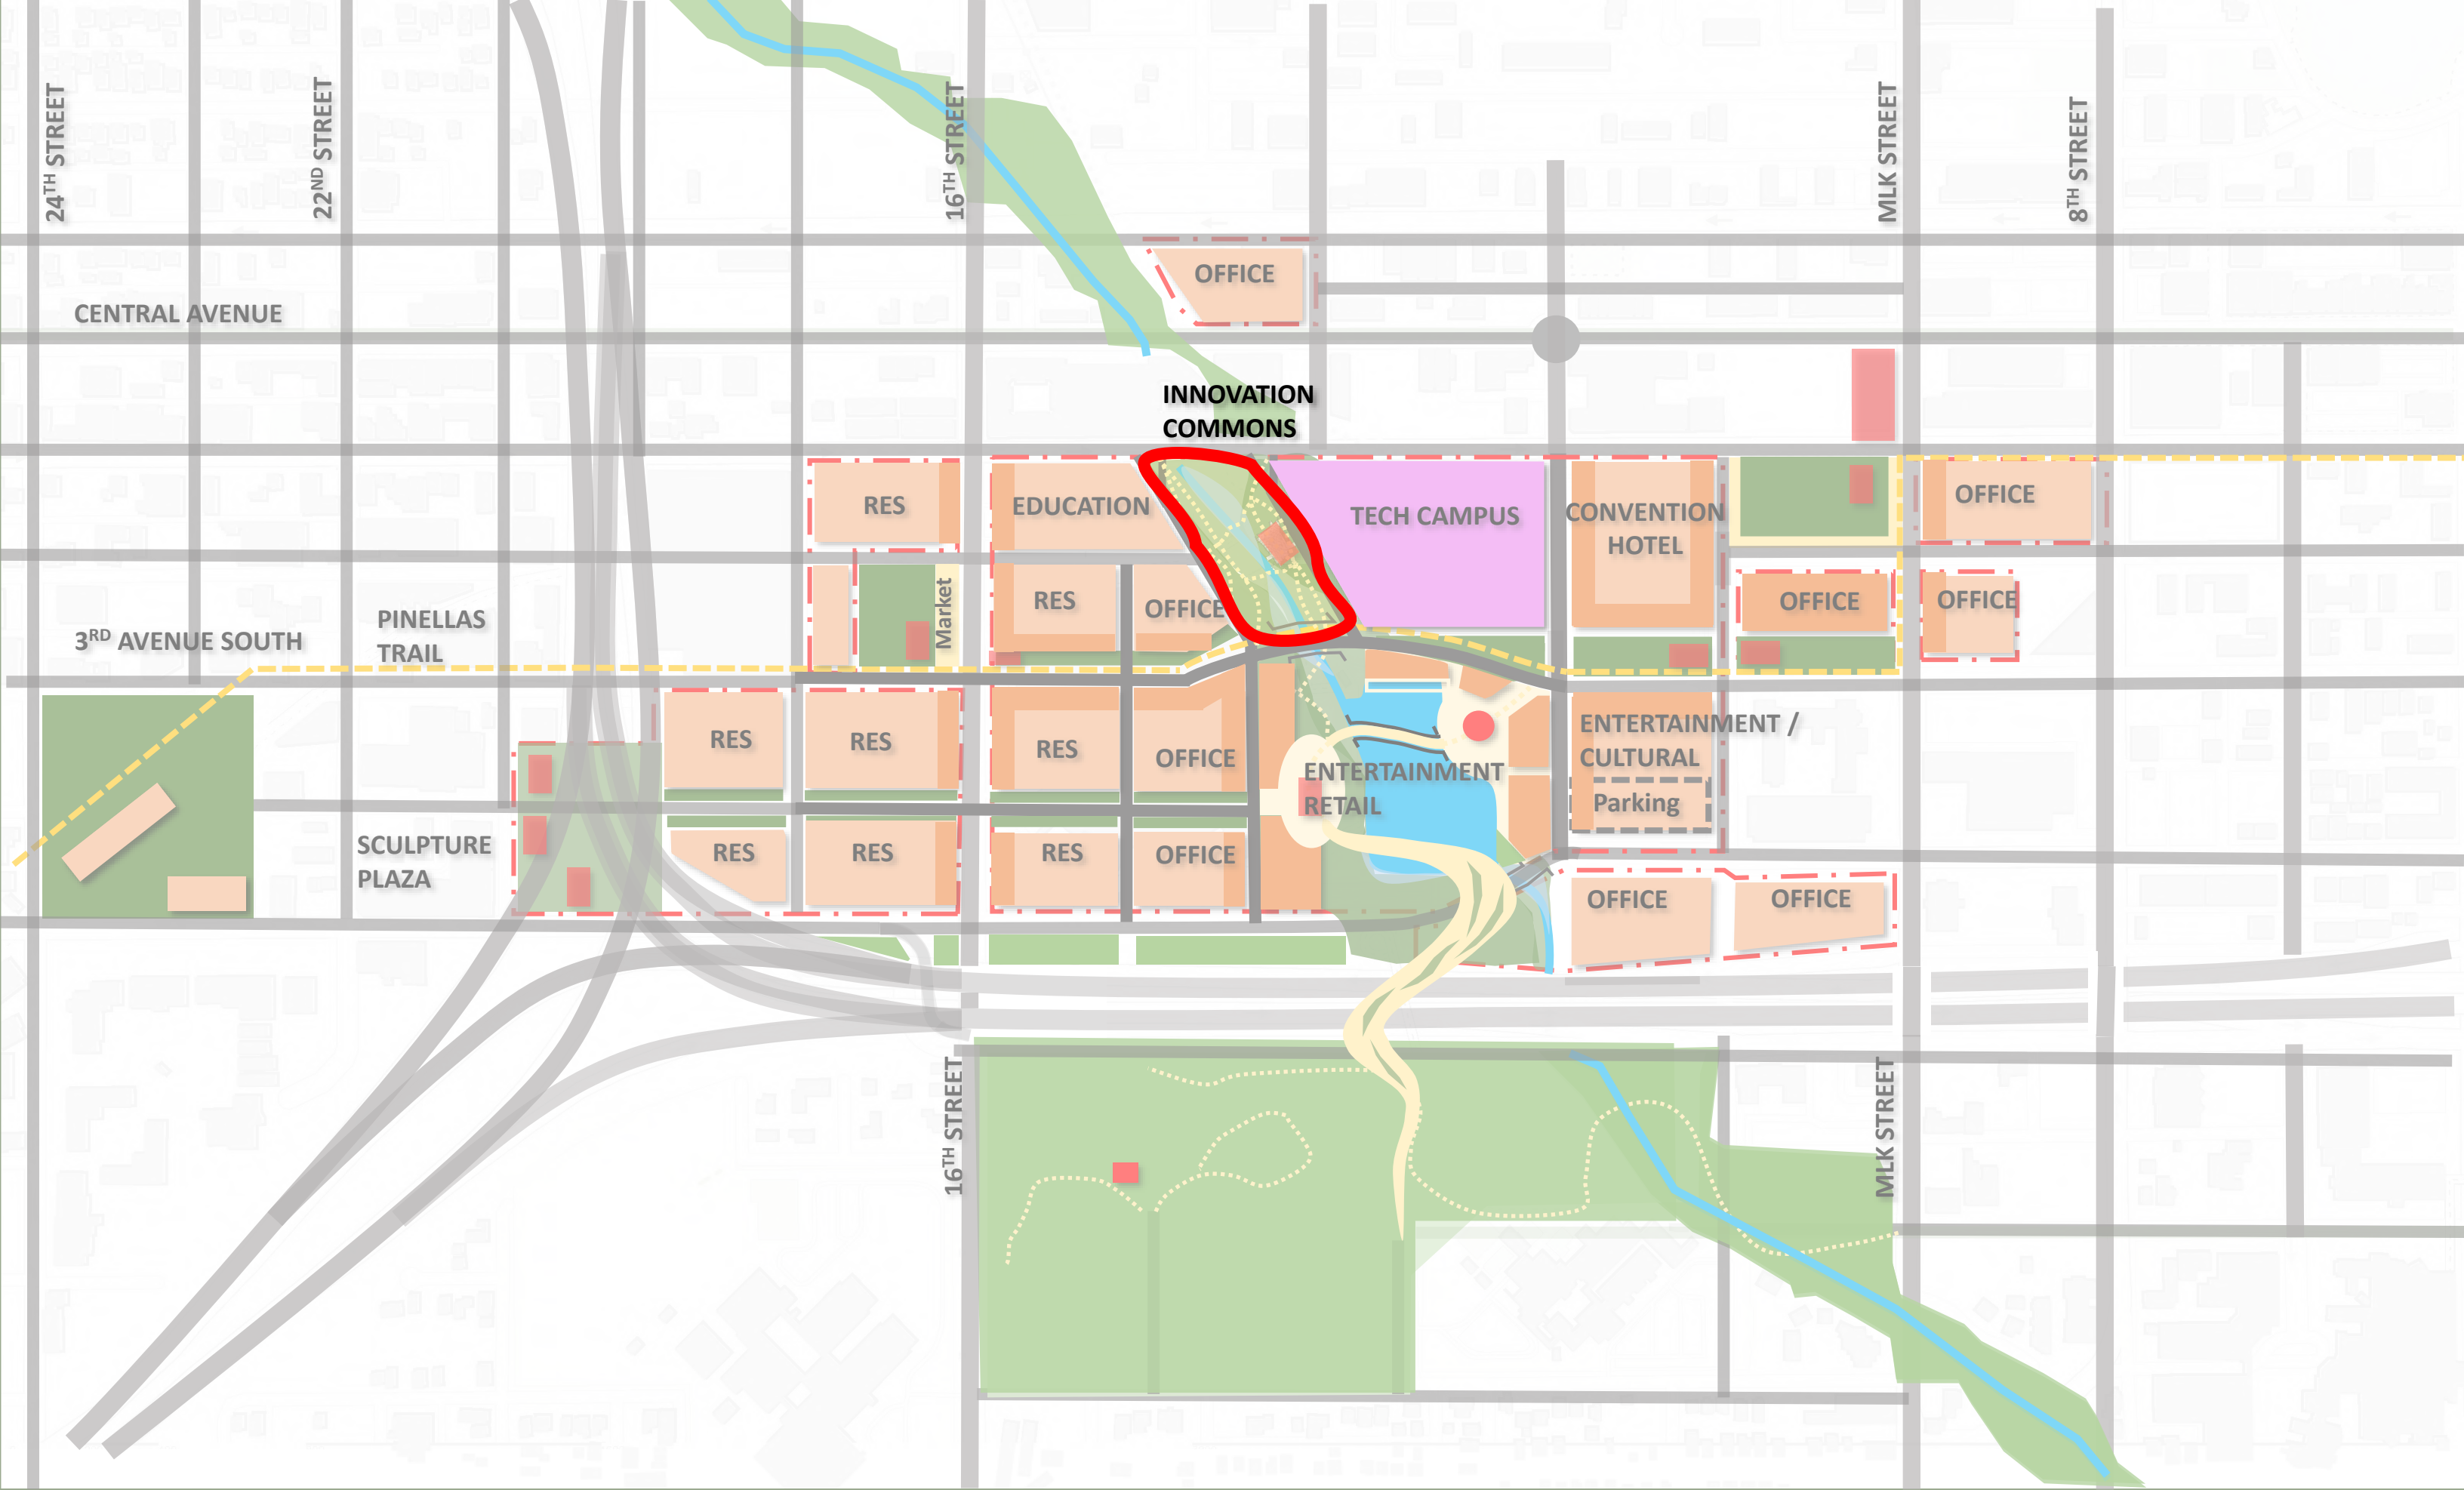 24TH STREET
22ND STREET
16TH STREET
MLK STREET
8TH STREET
OFFICE
CENTRAL AVENUE
INNOVATION
COMMONS
RES
EDUCATION
TECH CAMPUS
CONVENTION
HOTEL
OFFICE
Market
RES
OFFICE
OFFICE
OFFICE
PINELLAS
TRAIL
3RD AVENUE SOUTH
RES
RES
RES
OFFICE
ENTERTAINMENT
RETAIL
ENTERTAINMENT /
CULTURAL
Parking
SCULPTURE
PLAZA
RES
RES
RES
OFFICE
OFFICE
OFFICE
16TH STREET
MLK STREET